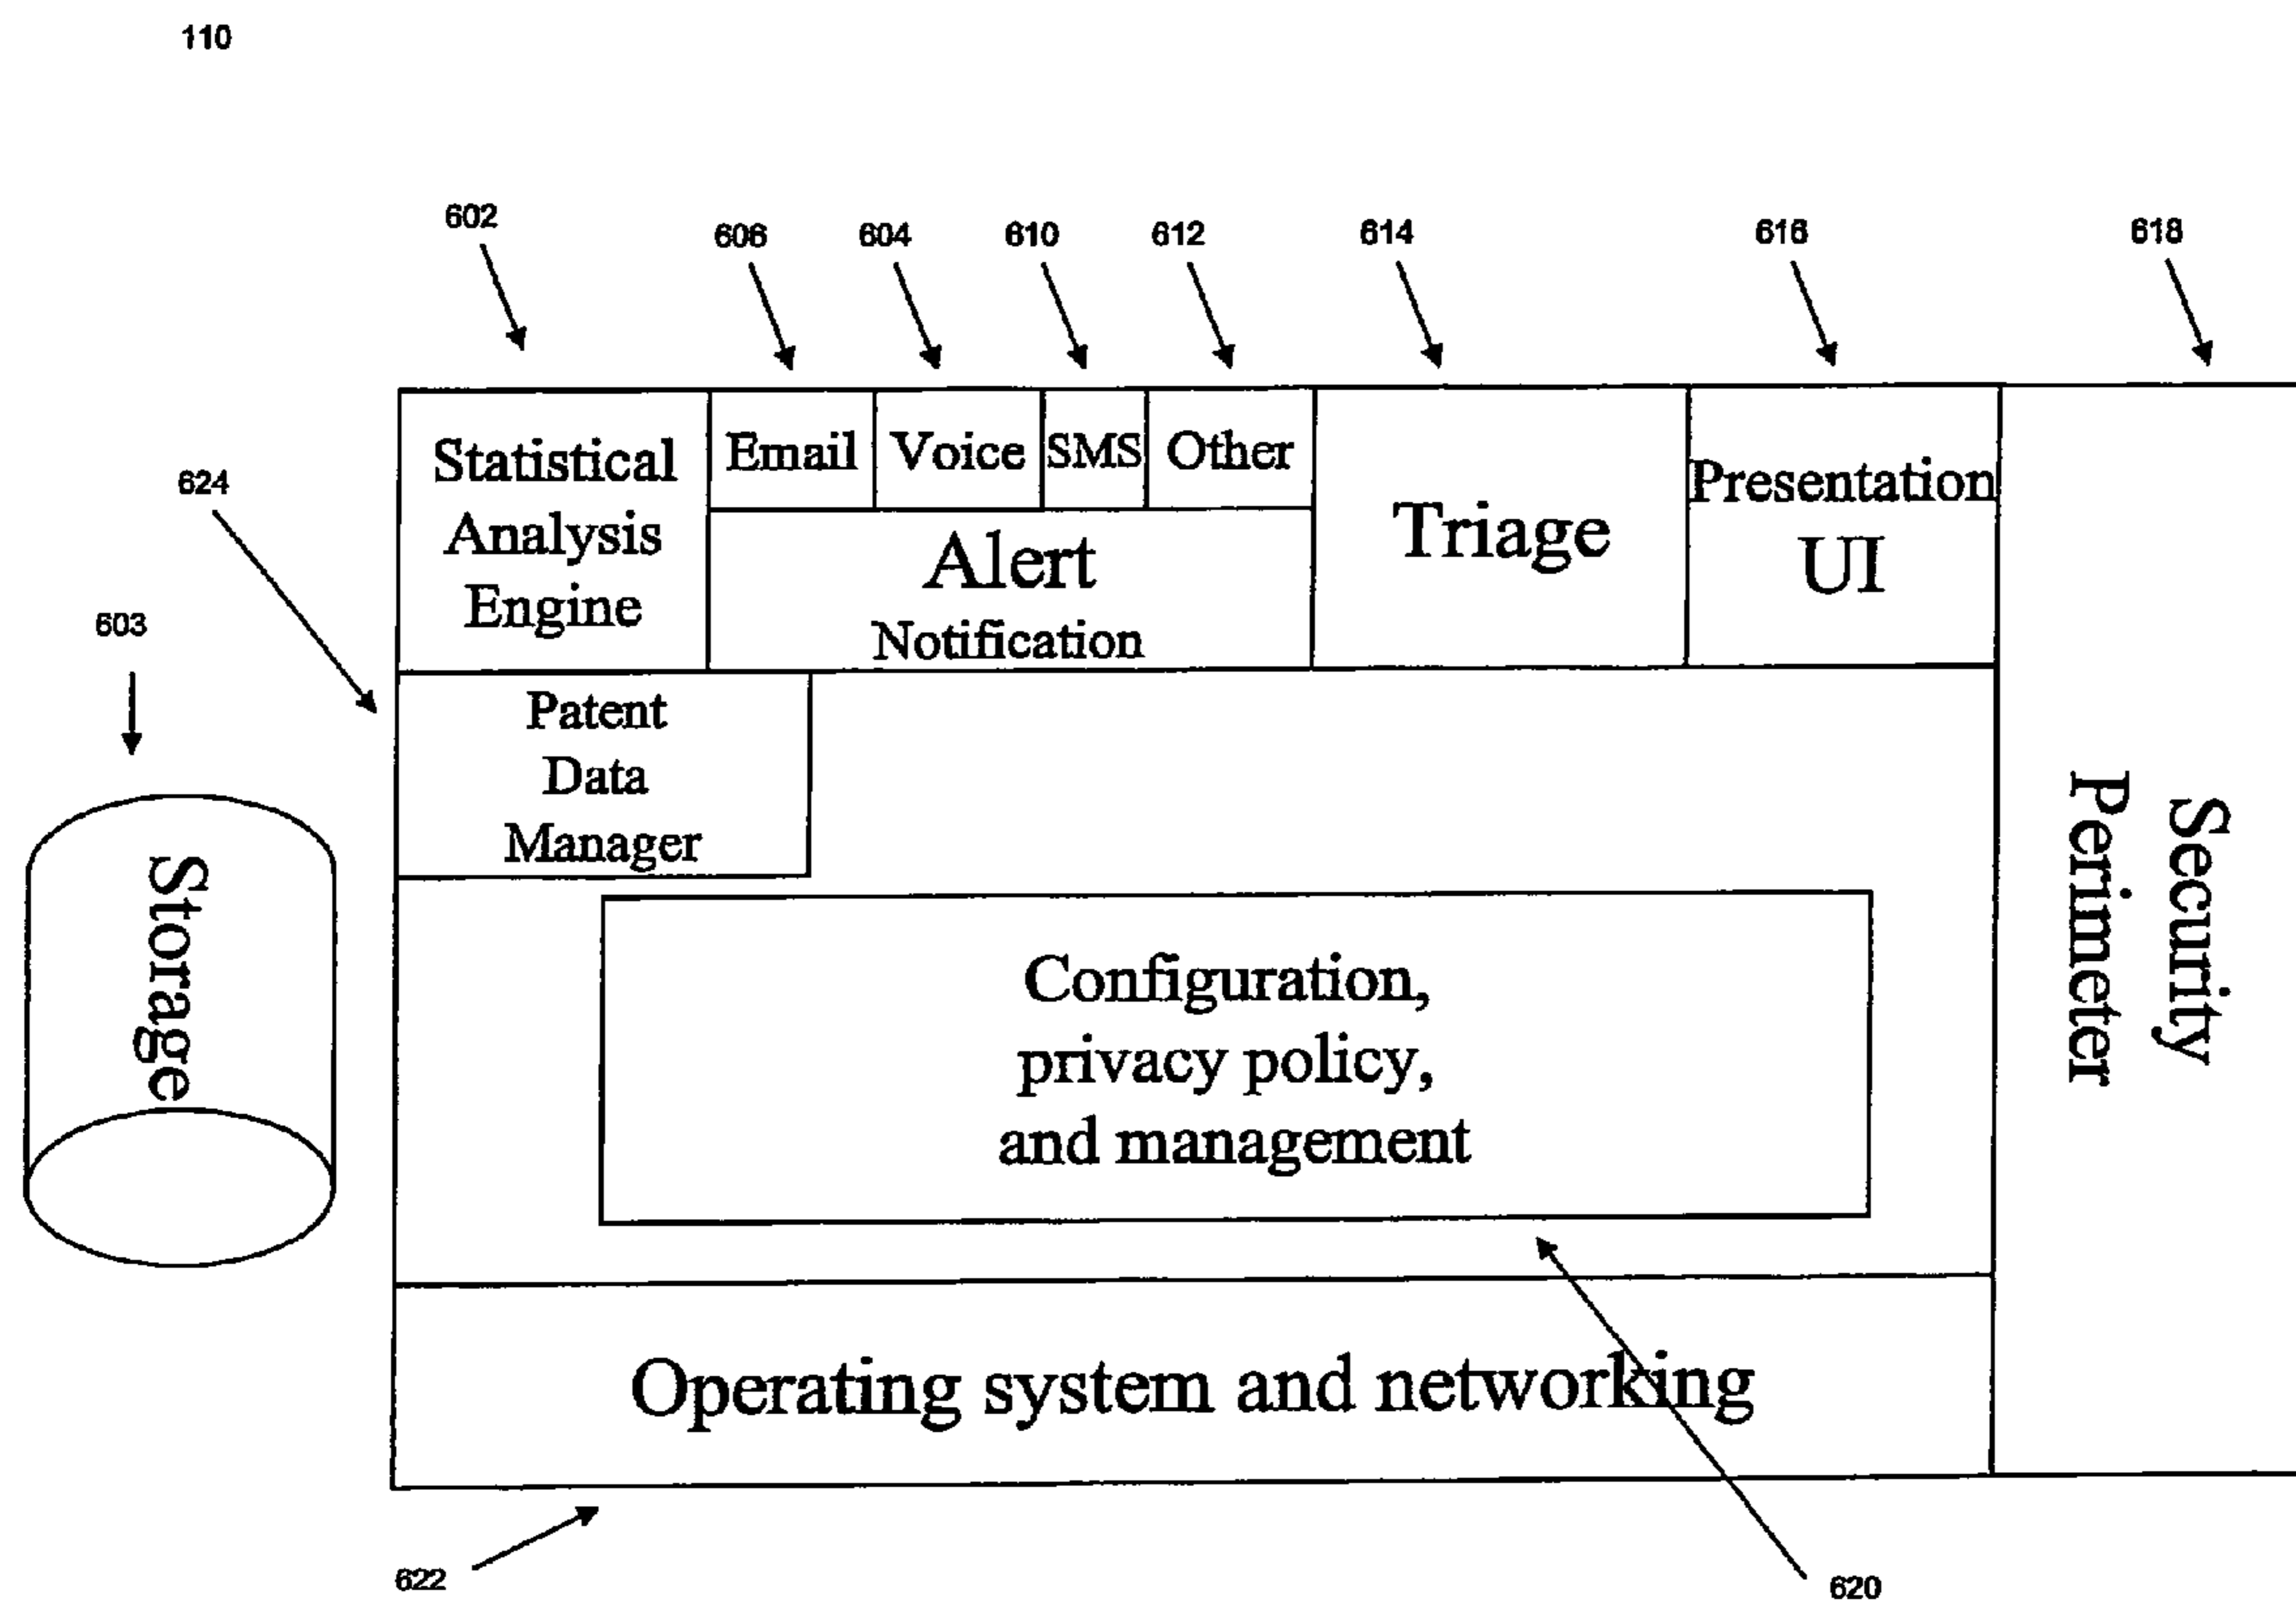 110
602
606
604
610
612
614
616
618
624
603
Statistical
Analysis
Engine
Email
Voice
SMS
Other
Alert
Notification
Triage
Presentation
UI
Patent
Data
Manager
Storage
Configuration,
privacy policy,
and management
Security
Perimeter
Operating system and networking
622
620